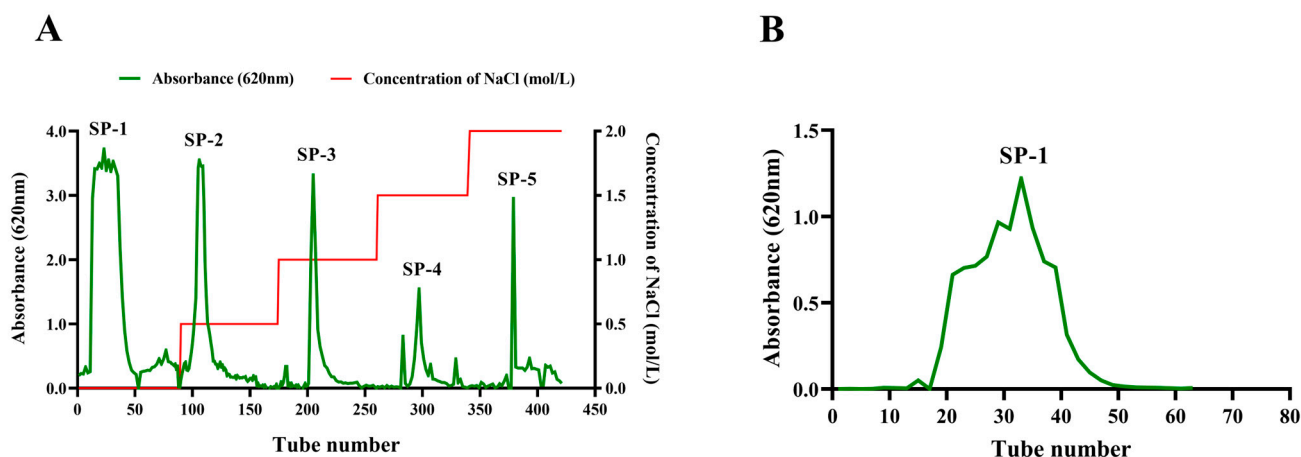 A
Absorbance (620nm)
Concentration of NaCl (mol/L)
Absorbance (620nm)
4.0
3.0
2.0
1.0
0.0
SP-1
SP-2
SP-3
SP-4
SP-5
2.0
1.5
1.0
0.5
0.0
Concentration of NaCl (mol/L)
0 50 100 150 200 250 300 350 400 450
Tube number
B
Absorbance (620nm)
1.5
1.0
0.5
0.0
SP-1
0 10 20 30 40 50 60 70 80
Tube number